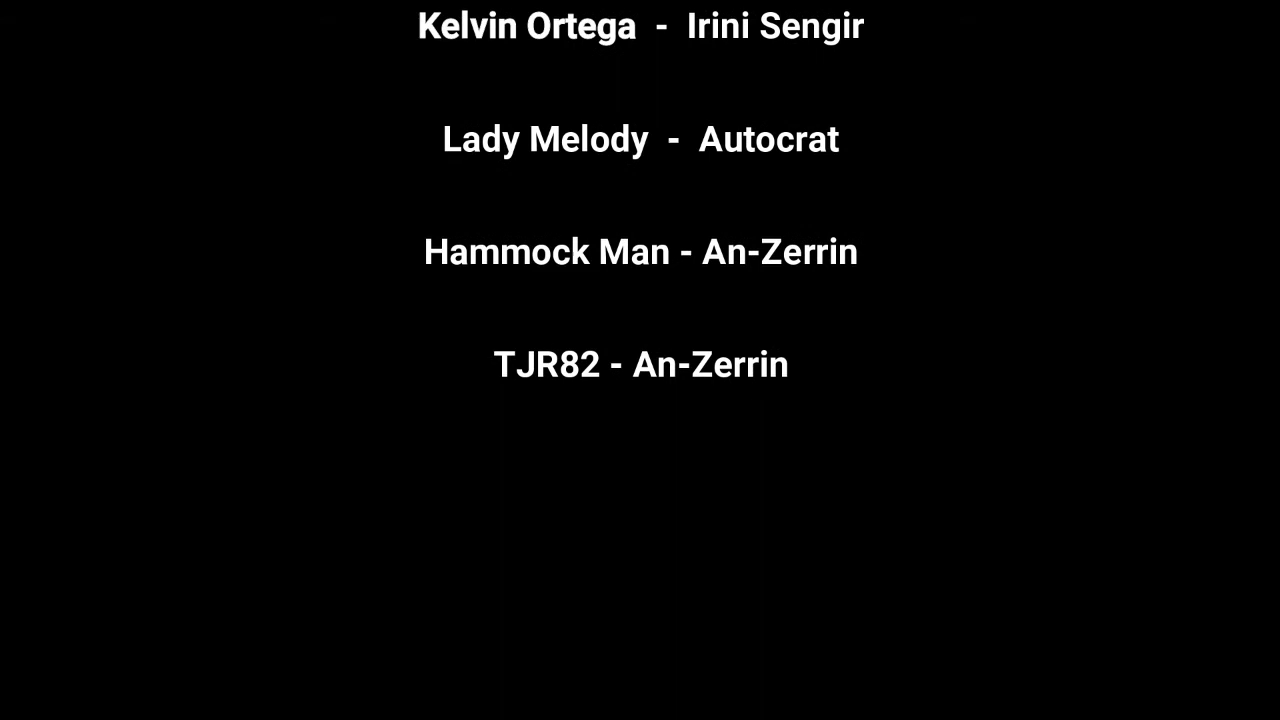 Kelvin Ortega - Irini Sengir
Lady Melody - Autocrat
Hammock Man - An-Zerrin
TJR82 - An-Zerrin